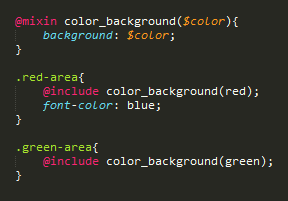 @mixin color_background($color){
    background: $color;
}
.red-area{
    @include color_background(red);
    font-color: blue;
}
.green-area{
    @include color_background(green);
}